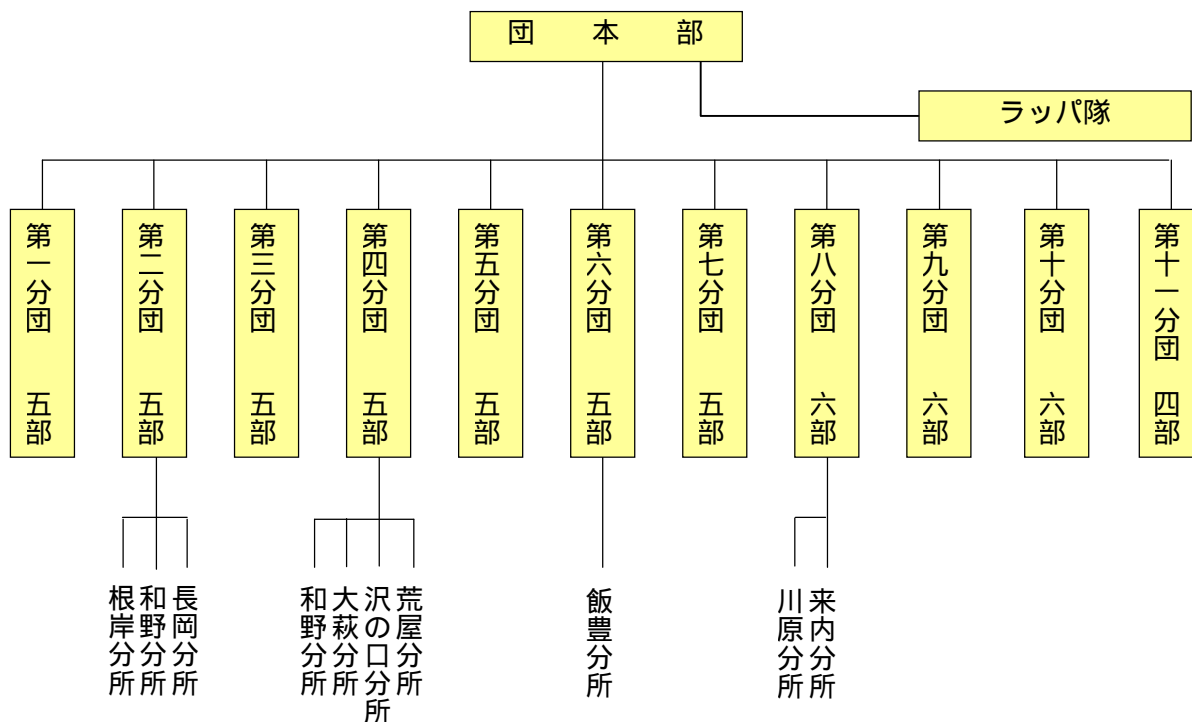 団 本 部
ラッパ隊
第一分団 五部
第二分団 五部
第三分団 五部
第四分団 五部
第五分団 五部
第六分団 五部
第七分団 五部
第八分団 六部
第九分団 六部
第十分団 六部
第十一分団 四部
根岸分所
和野分所
長岡分所
和野分所
大萩分所
沢の口分所
荒屋分所
飯豊分所
川原分所
来内分所